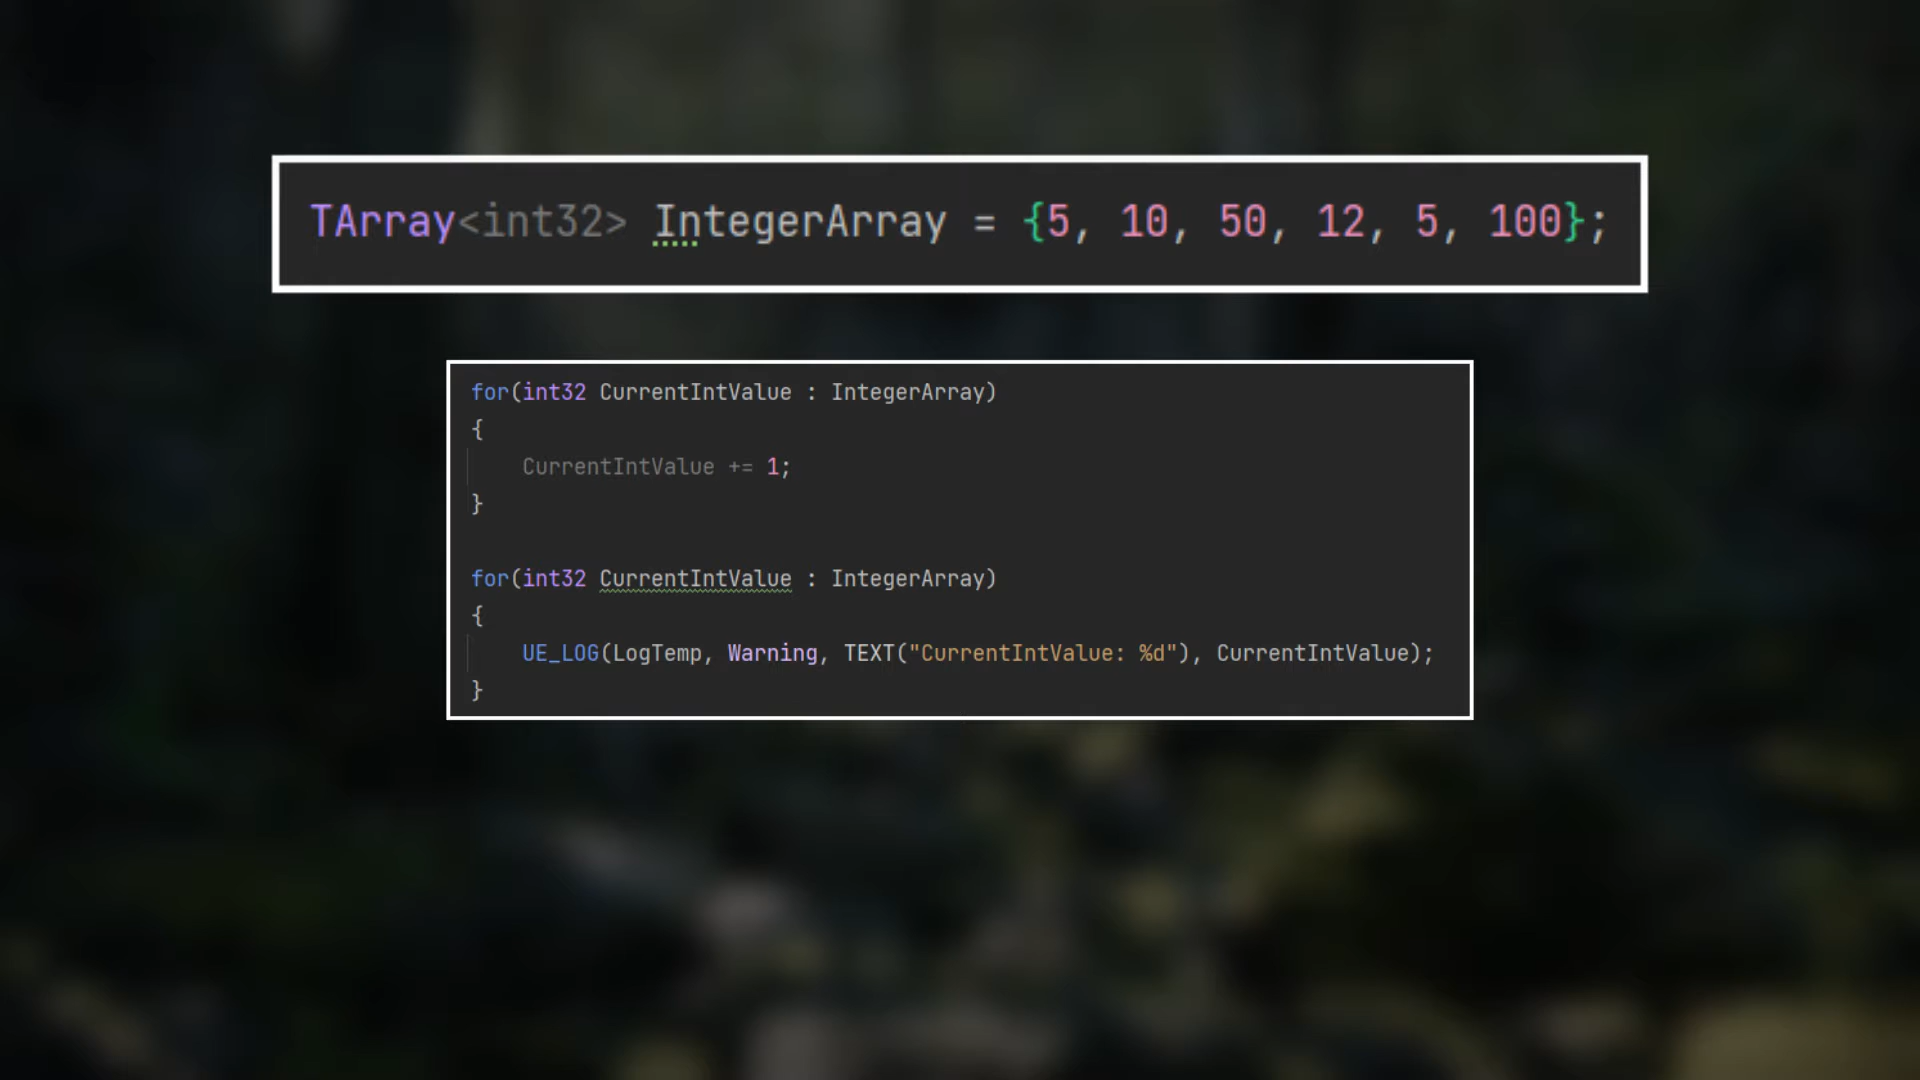 TArray<int32> IntegerArray = {5, 10, 50, 12, 5, 100};
for(int32 CurrentIntValue : IntegerArray)
{
    CurrentIntValue += 1;
}
for(int32 CurrentIntValue : IntegerArray)
{
    UE_LOG(LogTemp, Warning, TEXT("CurrentIntValue: %d"), CurrentIntValue);
}